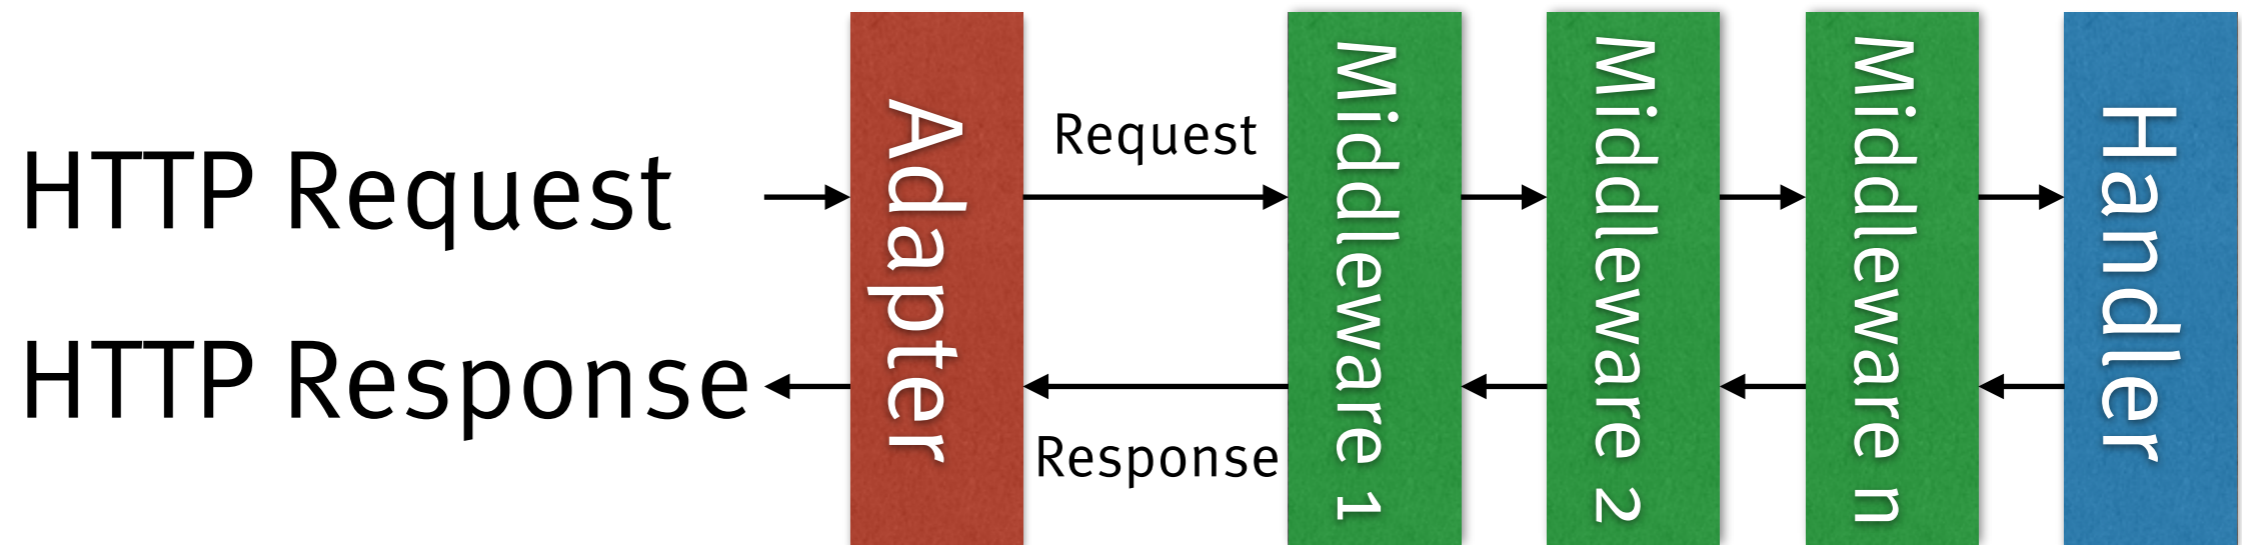 HTTP Request
HTTP Response
Adapter
Request
Response
Middleware 1
Middleware 2
Middleware n
Handler